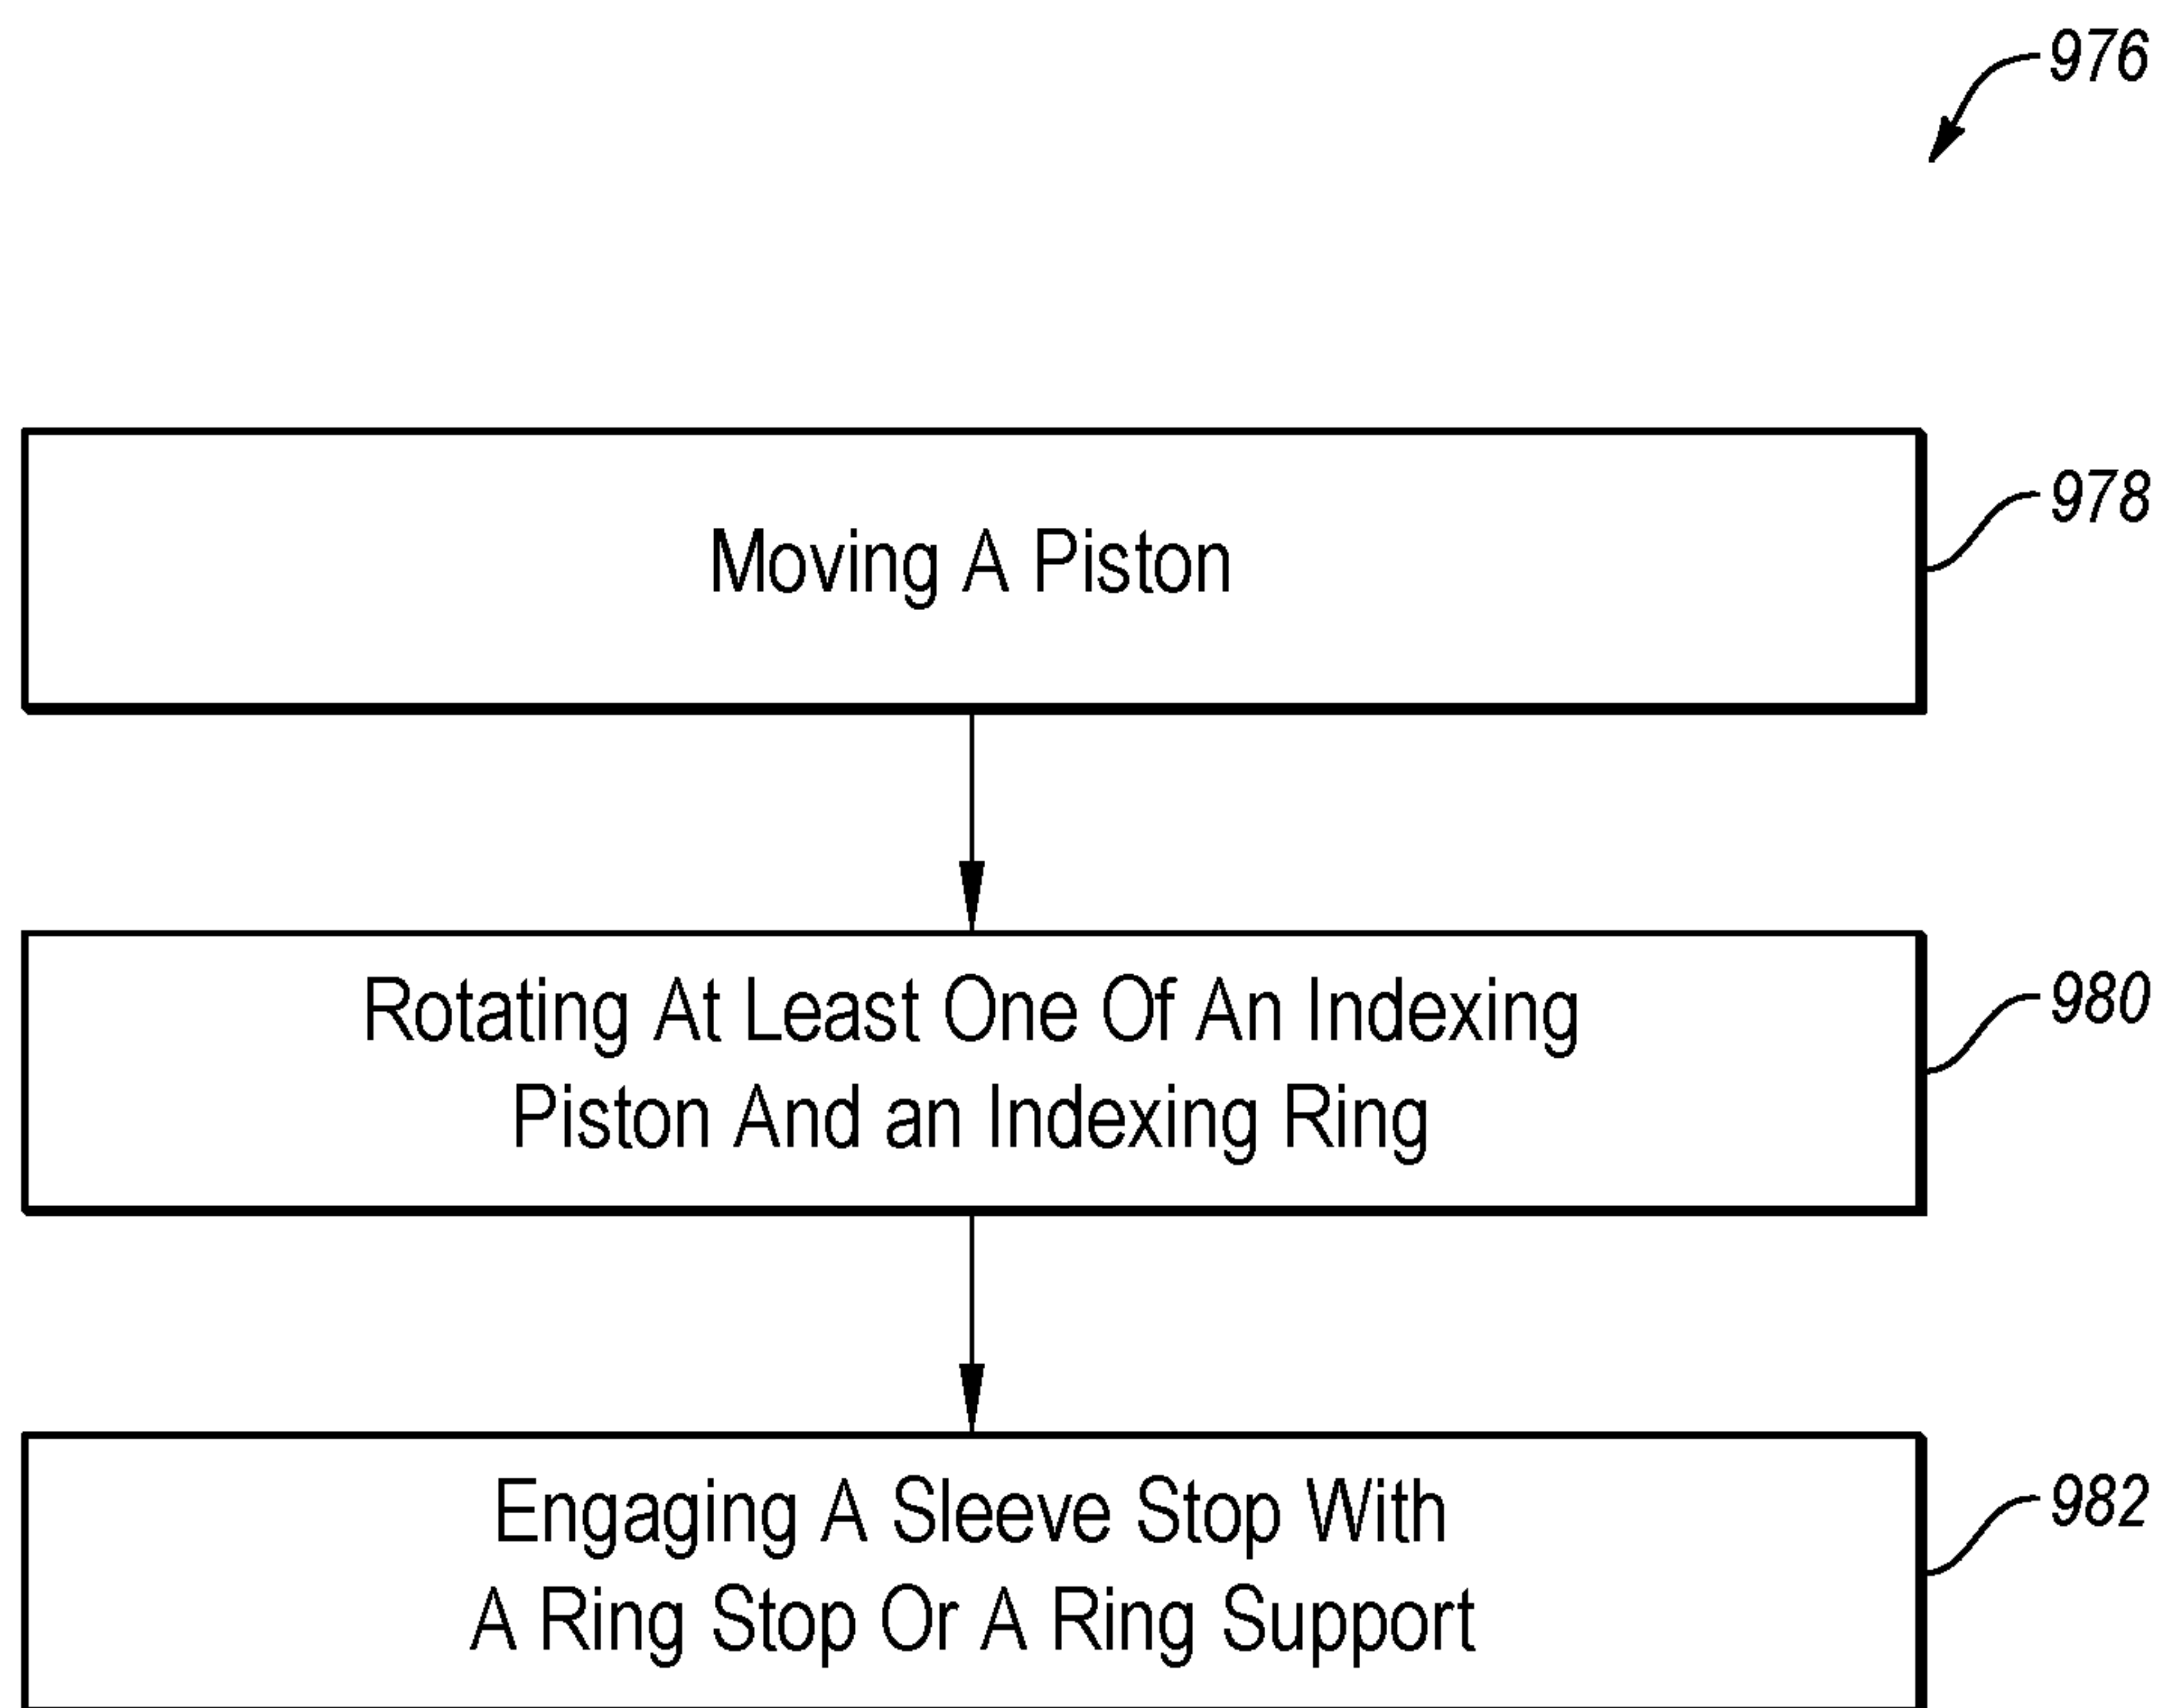 976
Moving A Piston
978
Rotating At Least One Of An Indexing
Piston And an Indexing Ring
980
Engaging A Sleeve Stop With
A Ring Stop Or A Ring Support
982